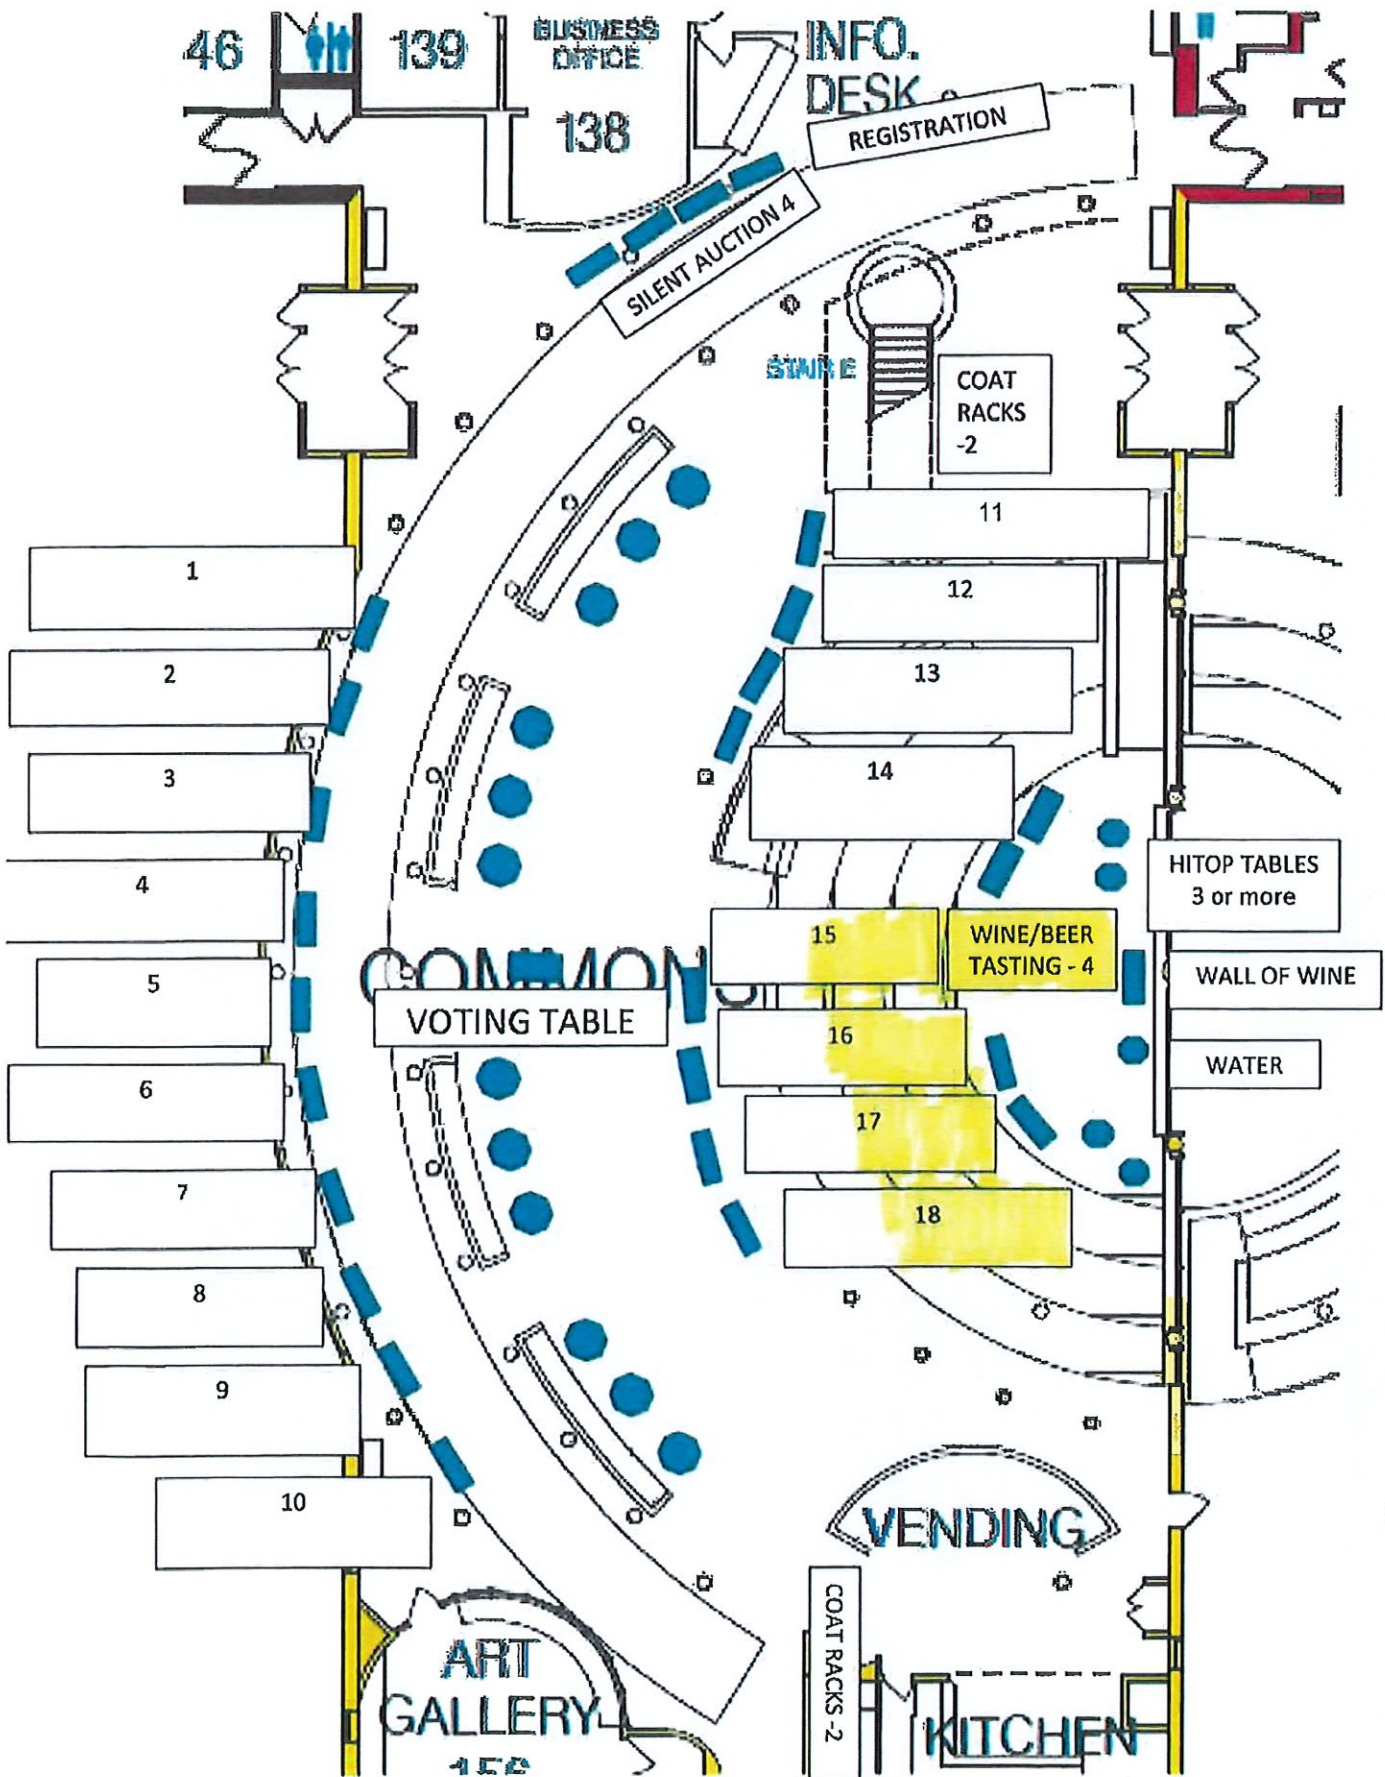 46
139
BUSINESS
OFFICE
138
INFO.
DESK
REGISTRATION
SILENT AUCTION 4
STAIR E
COAT
RACKS
-2
1
2
3
4
5
6
7
8
9
10
11
12
13
14
15
16
17
18
WINE/BEER
TASTING - 4
HITOP TABLES
3 or more
WALL OF WINE
WATER
COMMONS
VOTING TABLE
VENDING
COAT RACKS -2
ART
GALLERY
KITCHEN